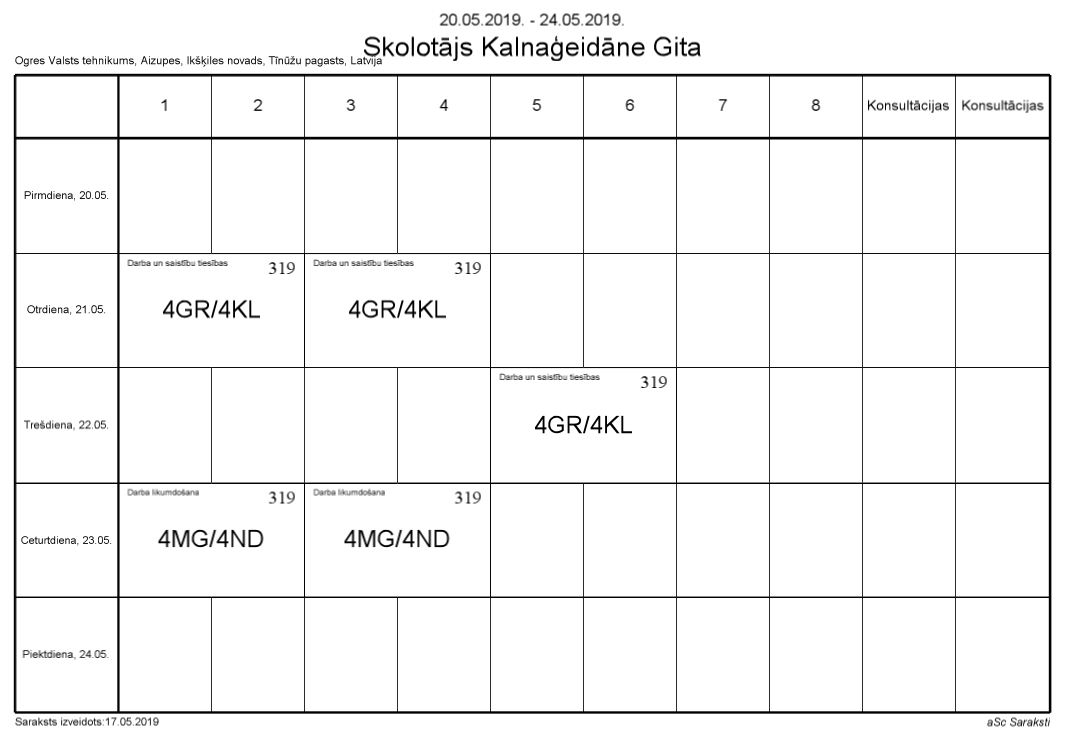 20.05.2019. - 24.05.2019.
Skolotājs Kalnaģeidāne Gita
Ogres Valsts tehnikums, Aizupes, Ikšķiles novads, Tīnūžu pagasts, Latvija
1 2 3 4 5 6 7 8 Konsultācijas Konsultācijas
Pirmdiena, 20.05.
Darba un saistību tiesības 319 Darba un saistību tiesības 319
Otrdiena, 21.05. 4GR/4KL 4GR/4KL
Darba un saistību tiesības 319
Trešdiena, 22.05. 4GR/4KL
Darba likumdošana 319 Darba likumdošana 319
Ceturtdiena, 23.05. 4MG/4ND 4MG/4ND
Piektdiena, 24.05.
Saraksts izveidots:17.05.2019 aSc Saraksti